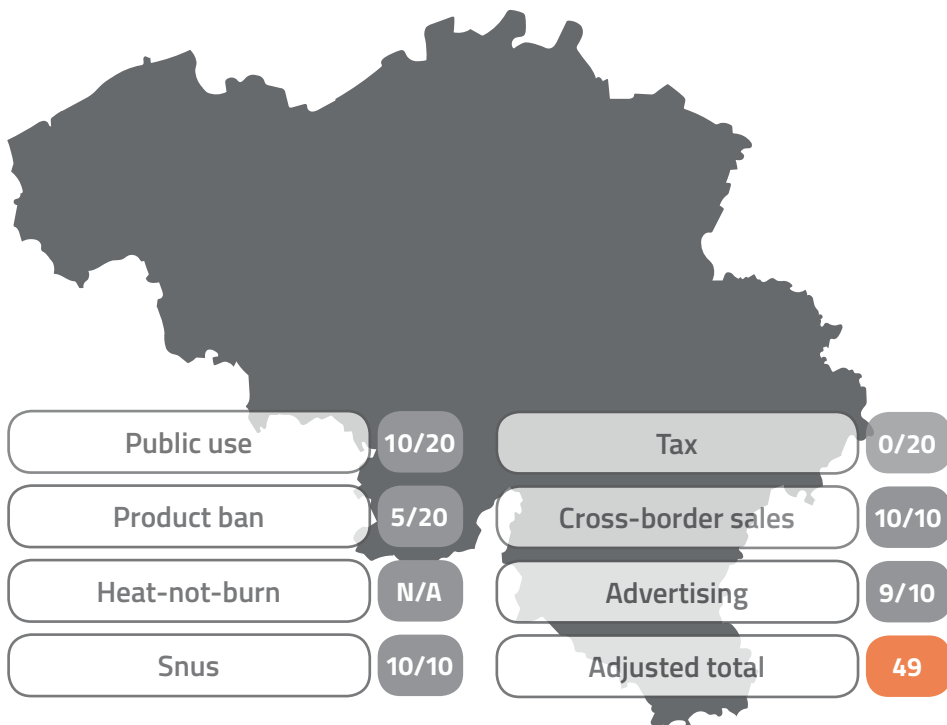 Public use 10/20 Tax 0/20
Product ban 5/20 Cross-border sales 10/10
Heat-not-burn N/A Advertising 9/10
Snus 10/10 Adjusted total 49